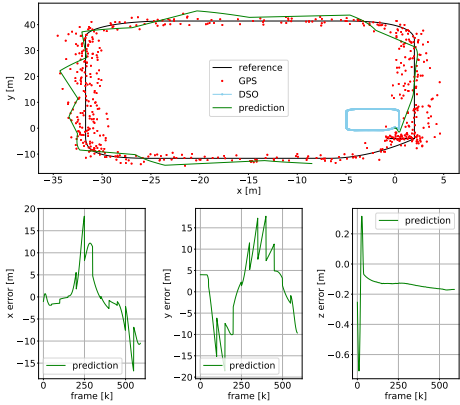 40
30
20
10
0
−10
y [m]
reference
GPS
DSO
prediction
−35 −30 −25 −20 −15 −10 −5 0 5
x [m]
20
15
10
5
0
−5
−10
−15
x error [m]
prediction
0 250 500
frame [k]
20
15
10
5
0
−5
−10
−15
−20
y error [m]
prediction
0 250 500
frame [k]
0.2
0.0
−0.2
−0.4
−0.6
z error [m]
prediction
0 250 500
frame [k]